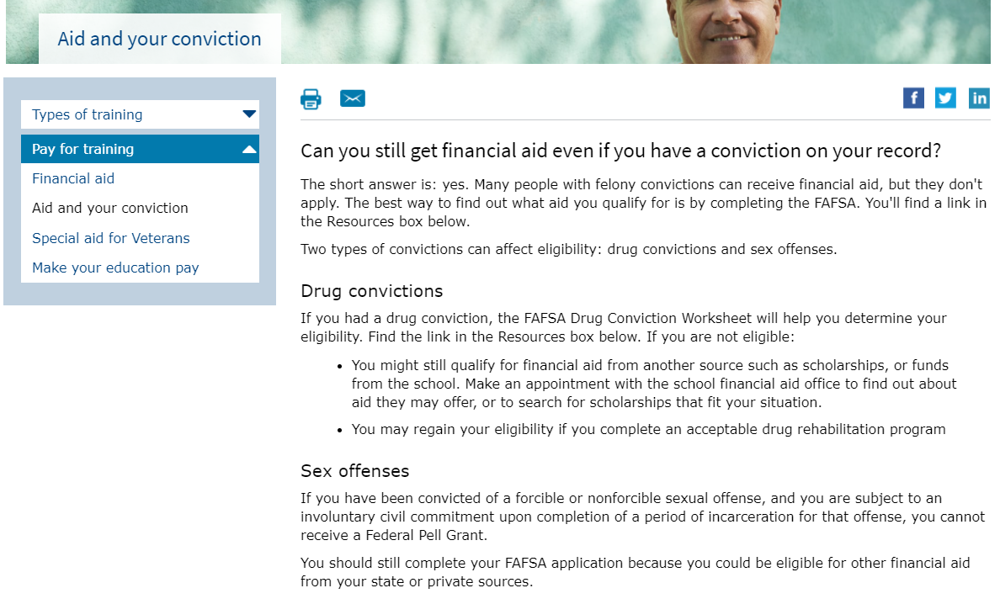 Aid and your conviction
Types of training
Pay for training
Financial aid
Aid and your conviction
Special aid for Veterans
Make your education pay
f
in
Can you still get financial aid even if you have a conviction on your record?
The short answer is: yes. Many people with felony convictions can receive financial aid, but they don't
apply. The best way to find out what aid you qualify for is by completing the FAFSA. You'll find a link in
the Resources box below.
Two types of convictions can affect eligibility: drug convictions and sex offenses.
Drug convictions
If you had a drug conviction, the FAFSA Drug Conviction Worksheet will help you determine your
eligibility. Find the link in the Resources box below. If you are not eligible:
• You might still qualify for financial aid from another source such as scholarships, or funds
from the school. Make an appointment with the school financial aid office to find out about
aid they may offer, or to search for scholarships that fit your situation.
• You may regain your eligibility if you complete an acceptable drug rehabilitation program
Sex offenses
If you have been convicted of a forcible or nonforcible sexual offense, and you are subject to an
involuntary civil commitment upon completion of a period of incarceration for that offense, you cannot
receive a Federal Pell Grant.
You should still complete your FAFSA application because you could be eligible for other financial aid
from your state or private sources.